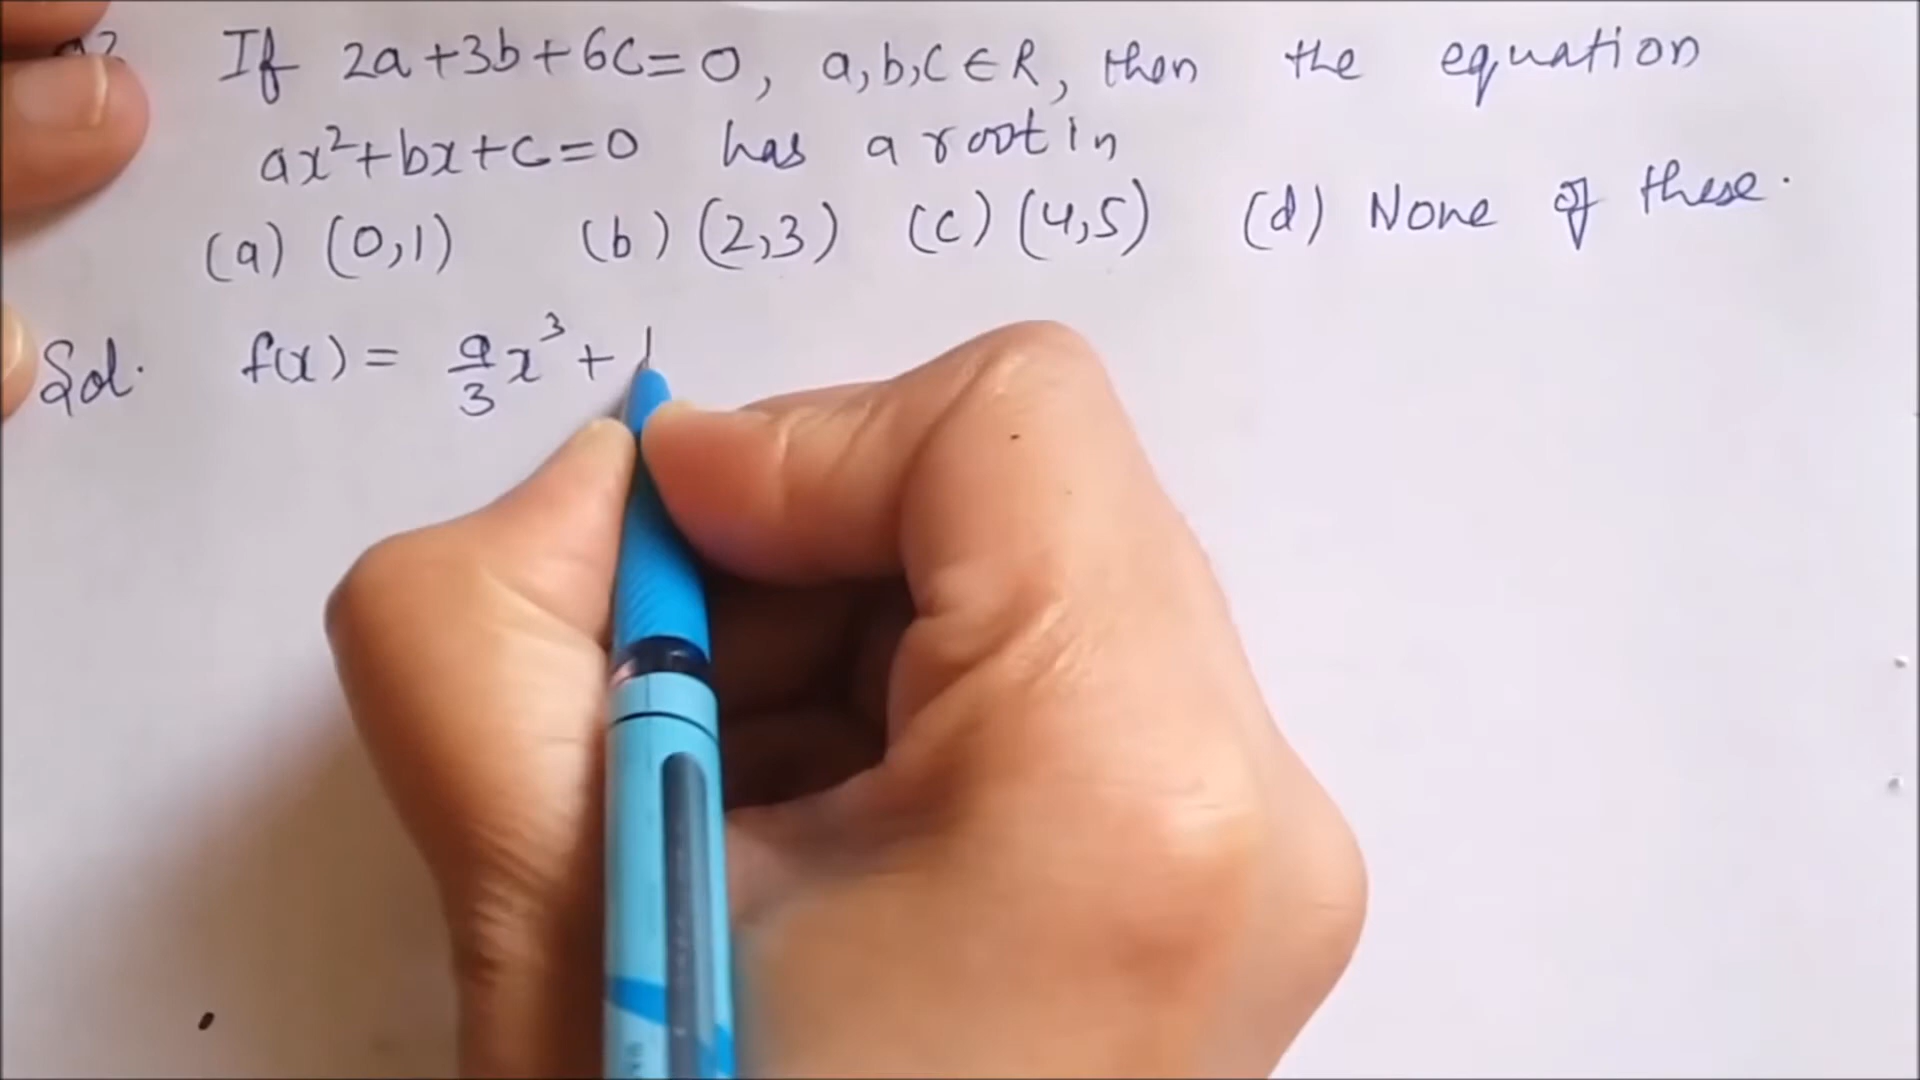 If 2a+3b+6c=0, a,b,c∈R, then the equation
ax²+bx+c=0 has a root in
(a) (0,1) (b) (2,3) (c) (4,5) (d) None of these.
Sol. f(x) = a/3 x³ +